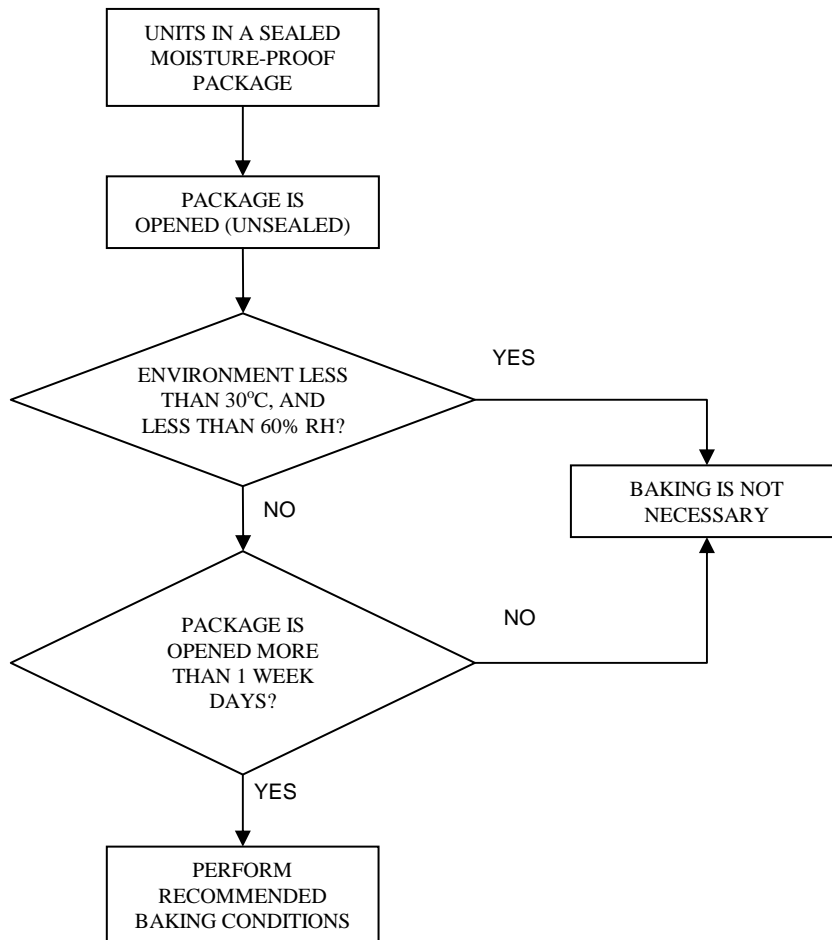 UNITS IN A SEALED
MOISTURE-PROOF
PACKAGE
PACKAGE IS
OPENED (UNSEALED)
YES
ENVIRONMENT LESS
THAN 30°C, AND
LESS THAN 60% RH?
BAKING IS NOT
NECESSARY
NO
NO
PACKAGE IS
OPENED MORE
THAN 1 WEEK
DAYS?
YES
PERFORM
RECOMMENDED
BAKING CONDITIONS